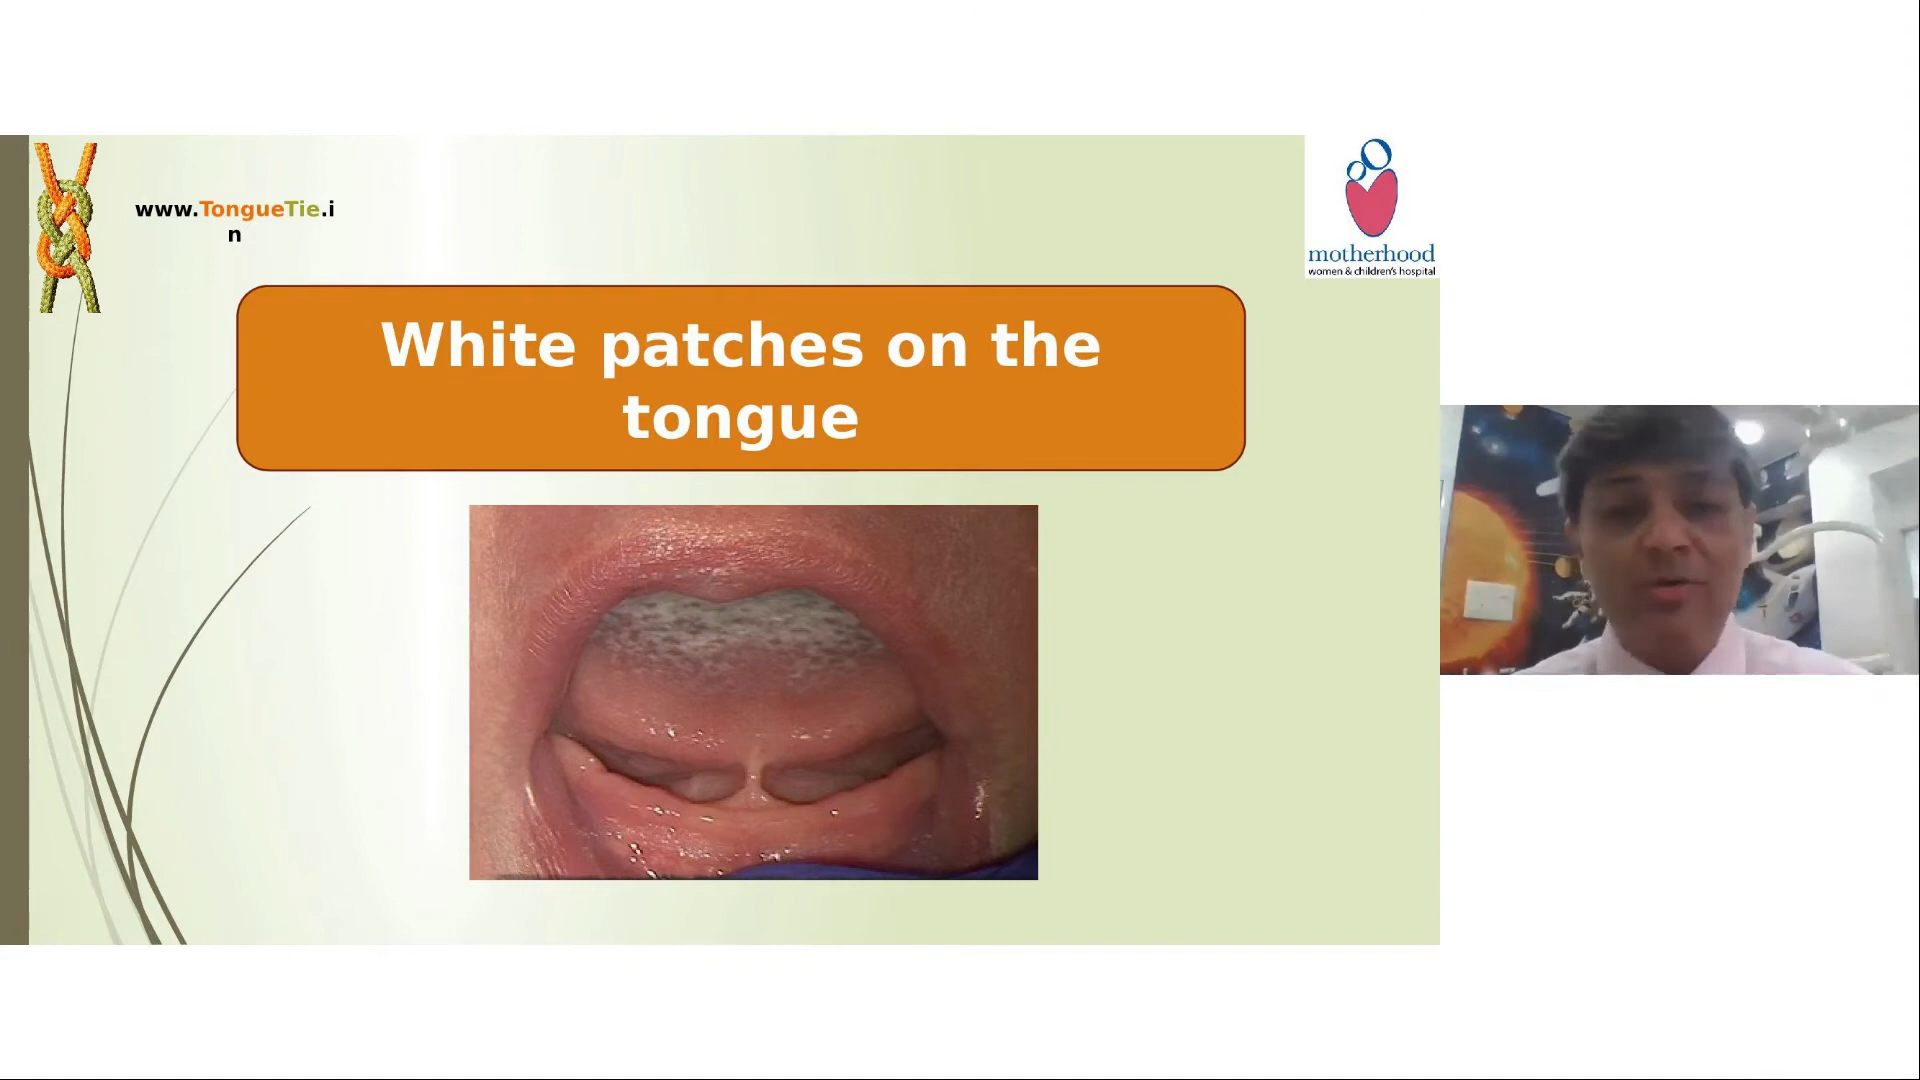 www.TongueTie.i
n
motherhood
women & children's hospital
White patches on the
tongue